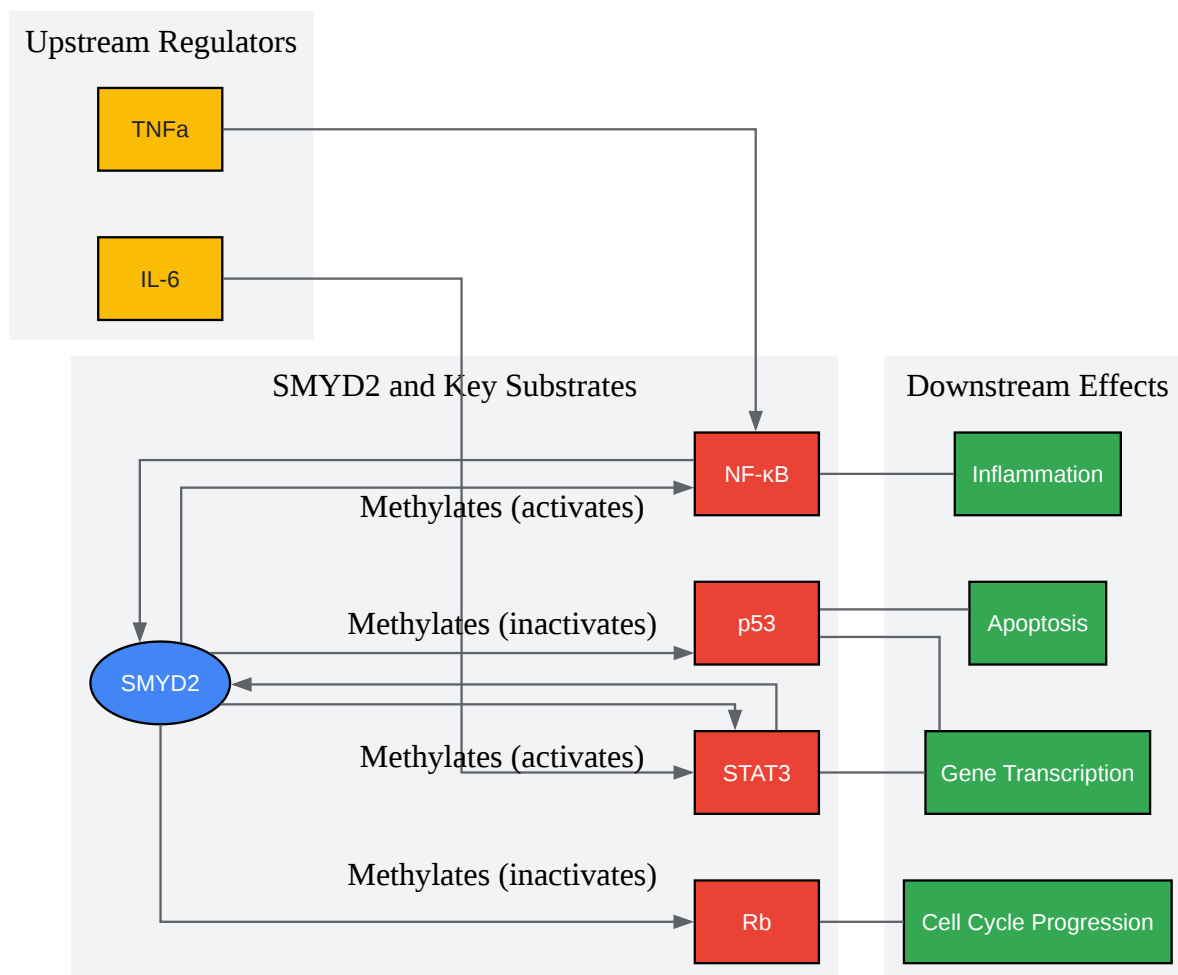 Upstream Regulators
TNFa
IL-6
SMYD2 and Key Substrates
Downstream Effects
NF-κB
Inflammation
Methylates (activates)
p53
Apoptosis
Methylates (inactivates)
SMYD2
Methylates (activates)
STAT3
Gene Transcription
Methylates (inactivates)
Rb
Cell Cycle Progression